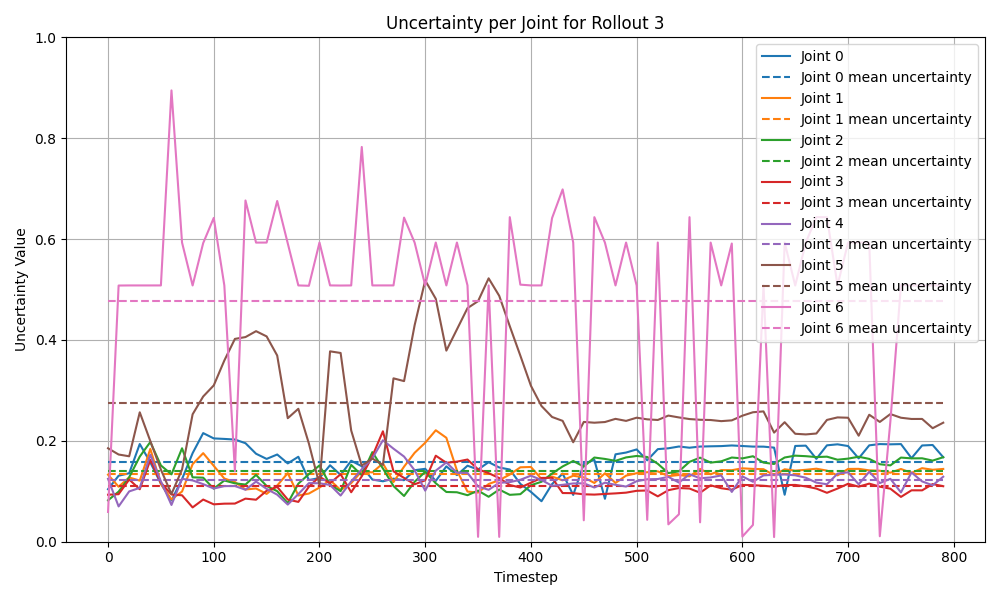 Uncertainty per Joint for Rollout 3
Uncertainty Value
1.0
0.8
0.6
0.4
0.2
0.0
0
100
200
300
400
500
600
700
800
Timestep
Joint 0
Joint 0 mean uncertainty
Joint 1
Joint 1 mean uncertainty
Joint 2
Joint 2 mean uncertainty
Joint 3
Joint 3 mean uncertainty
Joint 4
Joint 4 mean uncertainty
Joint 5
Joint 5 mean uncertainty
Joint 6
Joint 6 mean uncertainty